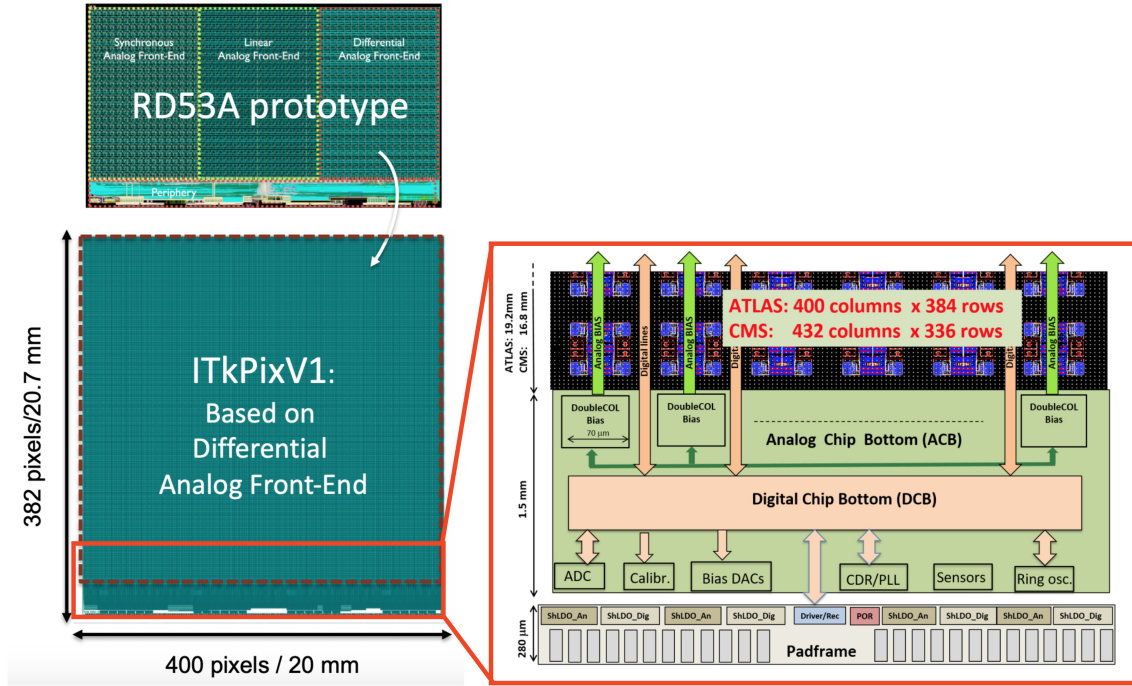 Synchronous
Analog Front-End
Linear
Analog Front-End
Differential
Analog Front-End
RD53A prototype
Periphery
382 pixels/20.7 mm
ITkPixV1:
Based on
Differential
Analog Front-End
400 pixels / 20 mm
ATLAS: 19.2mm
CMS: 16.8 mm
Analog BIAS
Digital lines
Analog BIAS
Analog BIAS
ATLAS: 400 columns x 384 rows
CMS: 432 columns x 336 rows
1.5 mm
DoubleCOL
Bias
70 µm
DoubleCOL
Bias
DoubleCOL
Bias
Analog Chip Bottom (ACB)
Digital Chip Bottom (DCB)
ADC
Calibr.
Bias DACs
CDR/PLL
Sensors
Ring osc.
280 µm
ShLDO_An
ShLDO_Dig
ShLDO_An
ShLDO_Dig
Driver/Rec
POR
ShLDO_An
ShLDO_Dig
ShLDO_An
ShLDO_Dig
Padframe